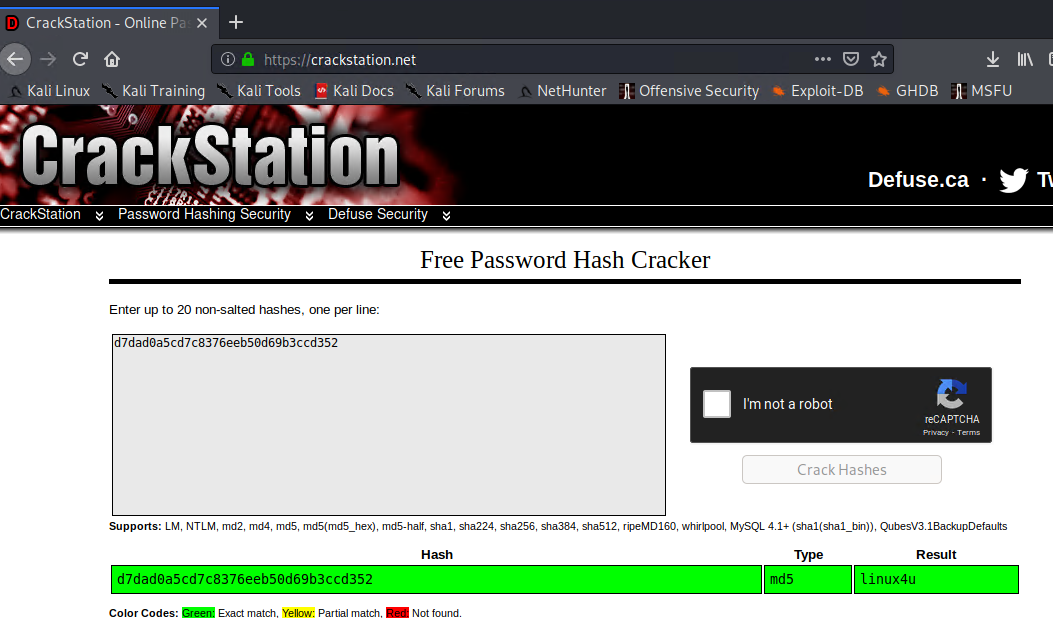 CrackStation - Online Pas
https://crackstation.net
Kali Linux Kali Training Kali Tools Kali Docs Kali Forums NetHunter Offensive Security Exploit-DB GHDB MSFU
CrackStation
Defuse.ca · Tw
CrackStation Password Hashing Security Defuse Security
Free Password Hash Cracker
Enter up to 20 non-salted hashes, one per line:
d7dad0a5cd7c8376eeb50d69b3ccd352
I'm not a robot
reCAPTCHA
Privacy - Terms
Crack Hashes
Supports: LM, NTLM, md2, md4, md5, md5(md5_hex), md5-half, sha1, sha224, sha256, sha384, sha512, ripeMD160, whirlpool, MySQL 4.1+ (sha1(sha1_bin)), QubesV3.1BackupDefaults
Hash Type Result
d7dad0a5cd7c8376eeb50d69b3ccd352 md5 linux4u
Color Codes: Green: Exact match, Yellow: Partial match, Red: Not found.